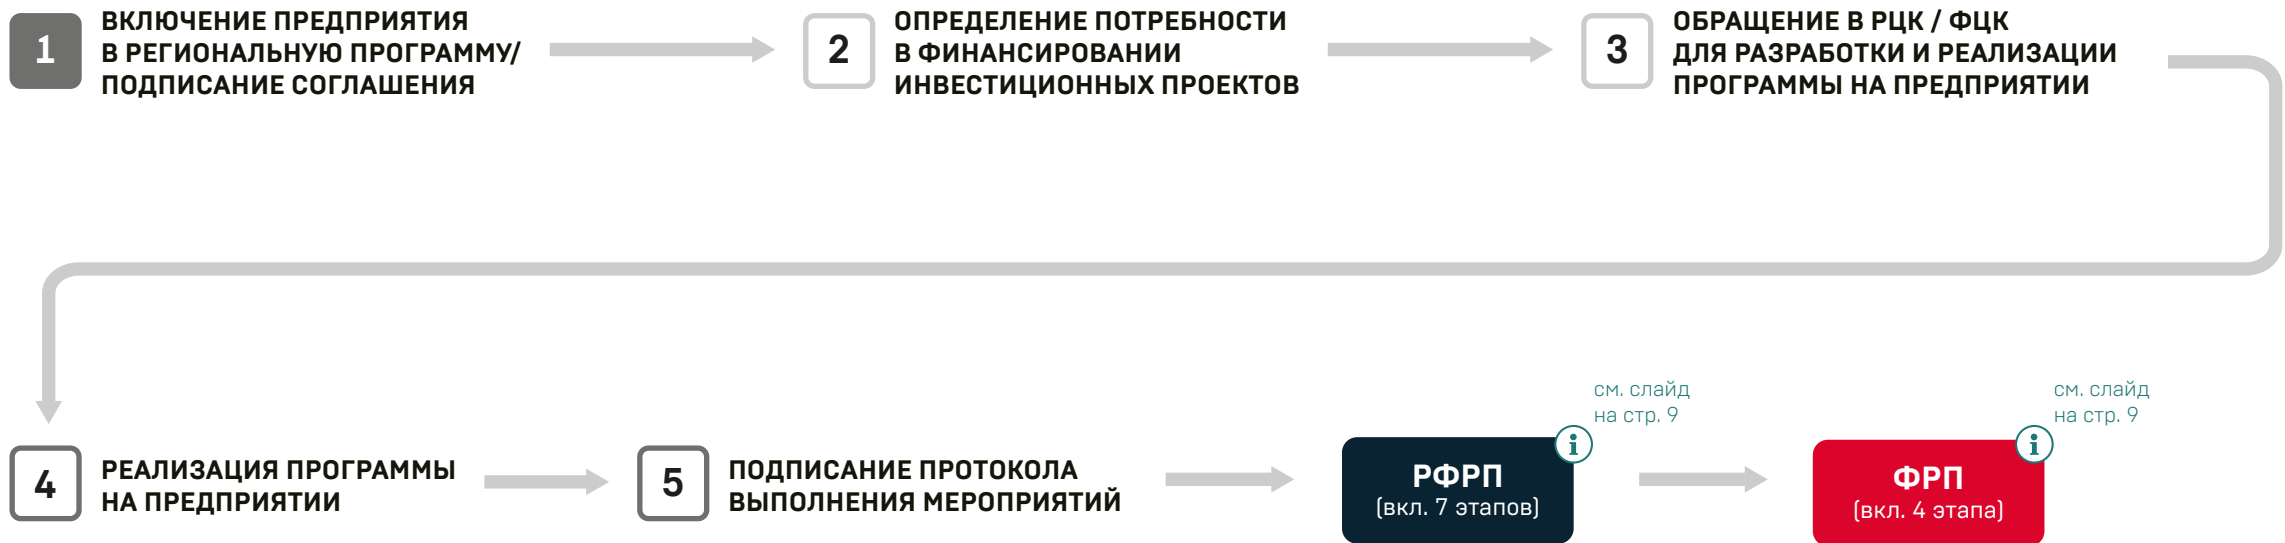 1
ВКЛЮЧЕНИЕ ПРЕДПРИЯТИЯ
В РЕГИОНАЛЬНУЮ ПРОГРАММУ/
ПОДПИСАНИЕ СОГЛАШЕНИЯ
2
ОПРЕДЕЛЕНИЕ ПОТРЕБНОСТИ
В ФИНАНСИРОВАНИИ
ИНВЕСТИЦИОННЫХ ПРОЕКТОВ
3
ОБРАЩЕНИЕ В РЦК / ФЦК
ДЛЯ РАЗРАБОТКИ И РЕАЛИЗАЦИИ
ПРОГРАММЫ НА ПРЕДПРИЯТИИ
4
РЕАЛИЗАЦИЯ ПРОГРАММЫ
НА ПРЕДПРИЯТИИ
5
ПОДПИСАНИЕ ПРОТОКОЛА
ВЫПОЛНЕНИЯ МЕРОПРИЯТИЙ
см. слайд
на стр. 9
i
РФРП
(вкл. 7 этапов)
см. слайд
на стр. 9
i
ФРП
(вкл. 4 этапа)